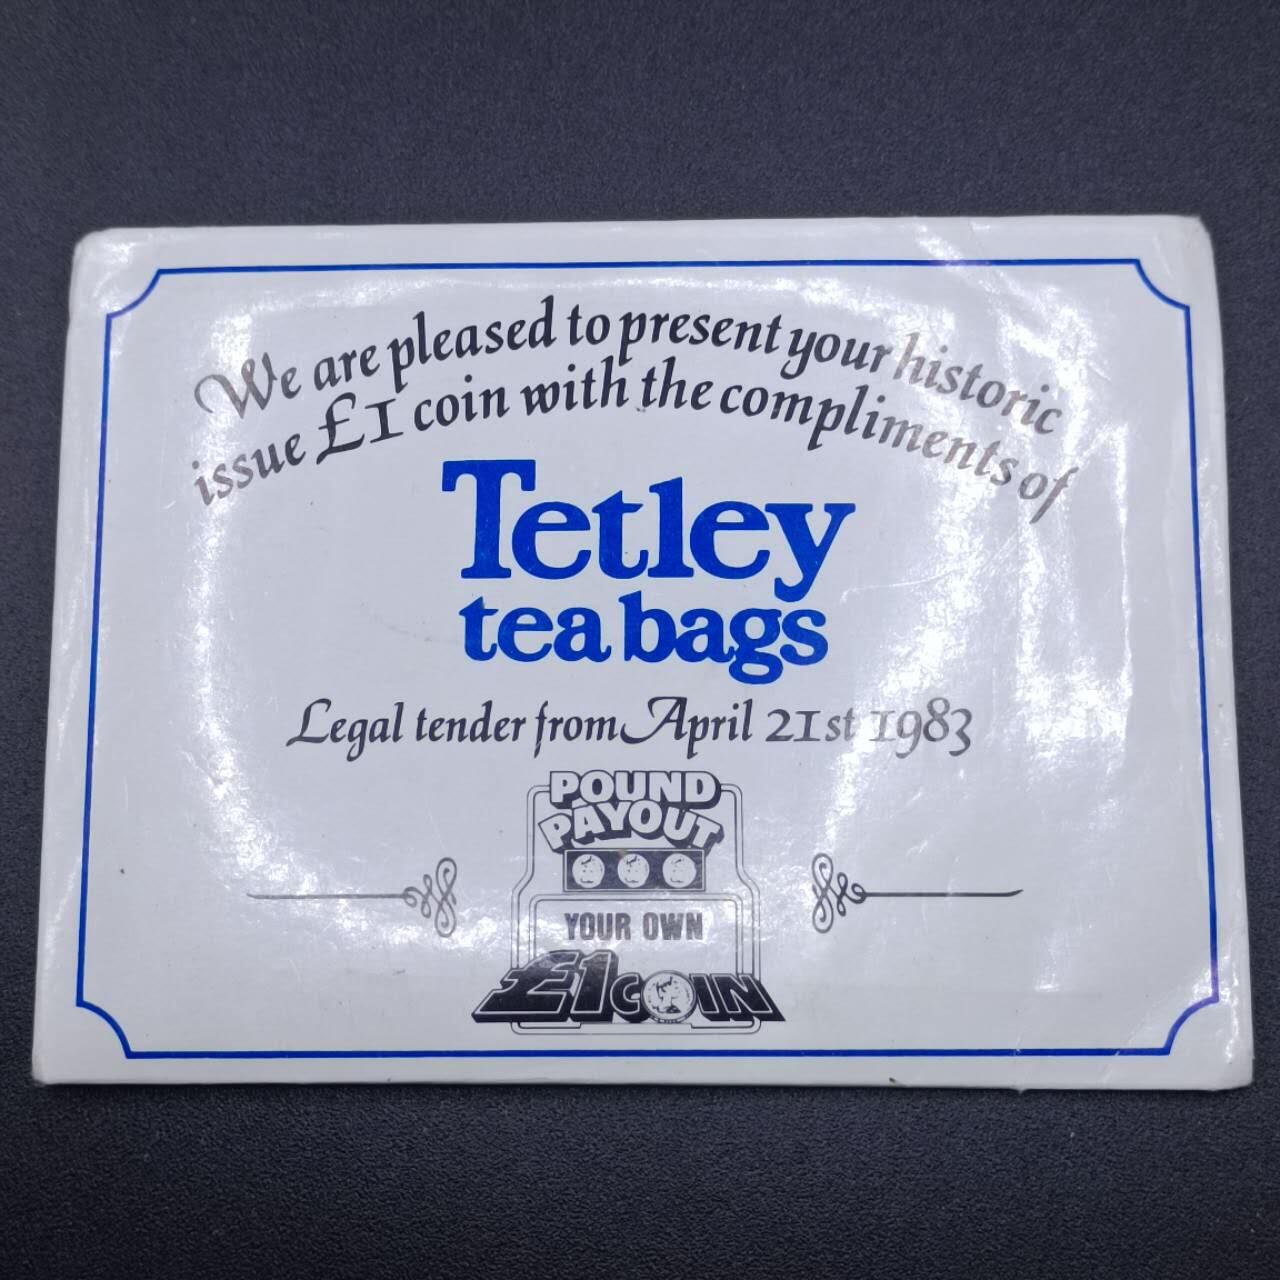 We are pleased to present your historic
issue £1 coin with the compliments of
Tetley
tea bags
Legal tender from April 21st 1983
POUND
PAYOUT
YOUR OWN
£1 COIN